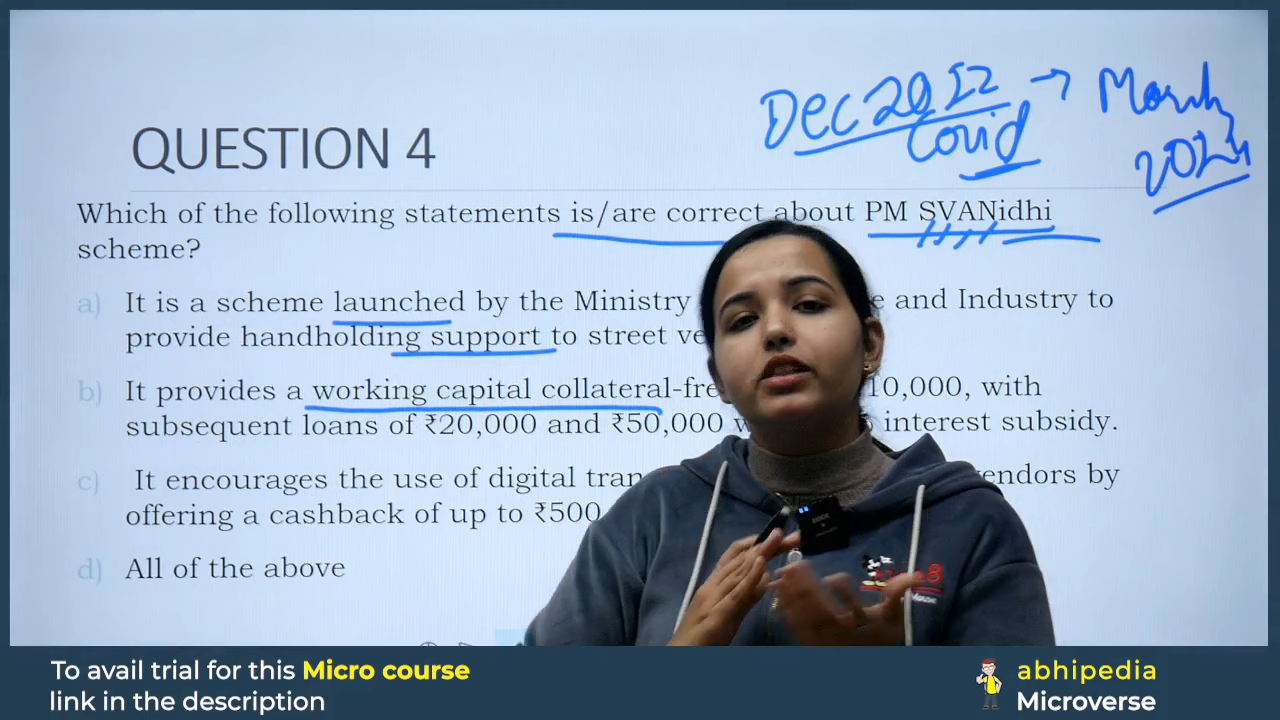 Dec 2022 → March
Covid
2024
QUESTION 4
Which of the following statements is/are correct about PM SVANidhi
scheme?
a) It is a scheme launched by the Ministry e and Industry to
provide handholding support to street ve
b) It provides a working capital collateral-fre 10,000, with
subsequent loans of ₹20,000 and ₹50,000 w interest subsidy.
c) It encourages the use of digital tran endors by
offering a cashback of up to ₹500
d) All of the above
To avail trial for this Micro course
link in the description
abhipedia
Microverse